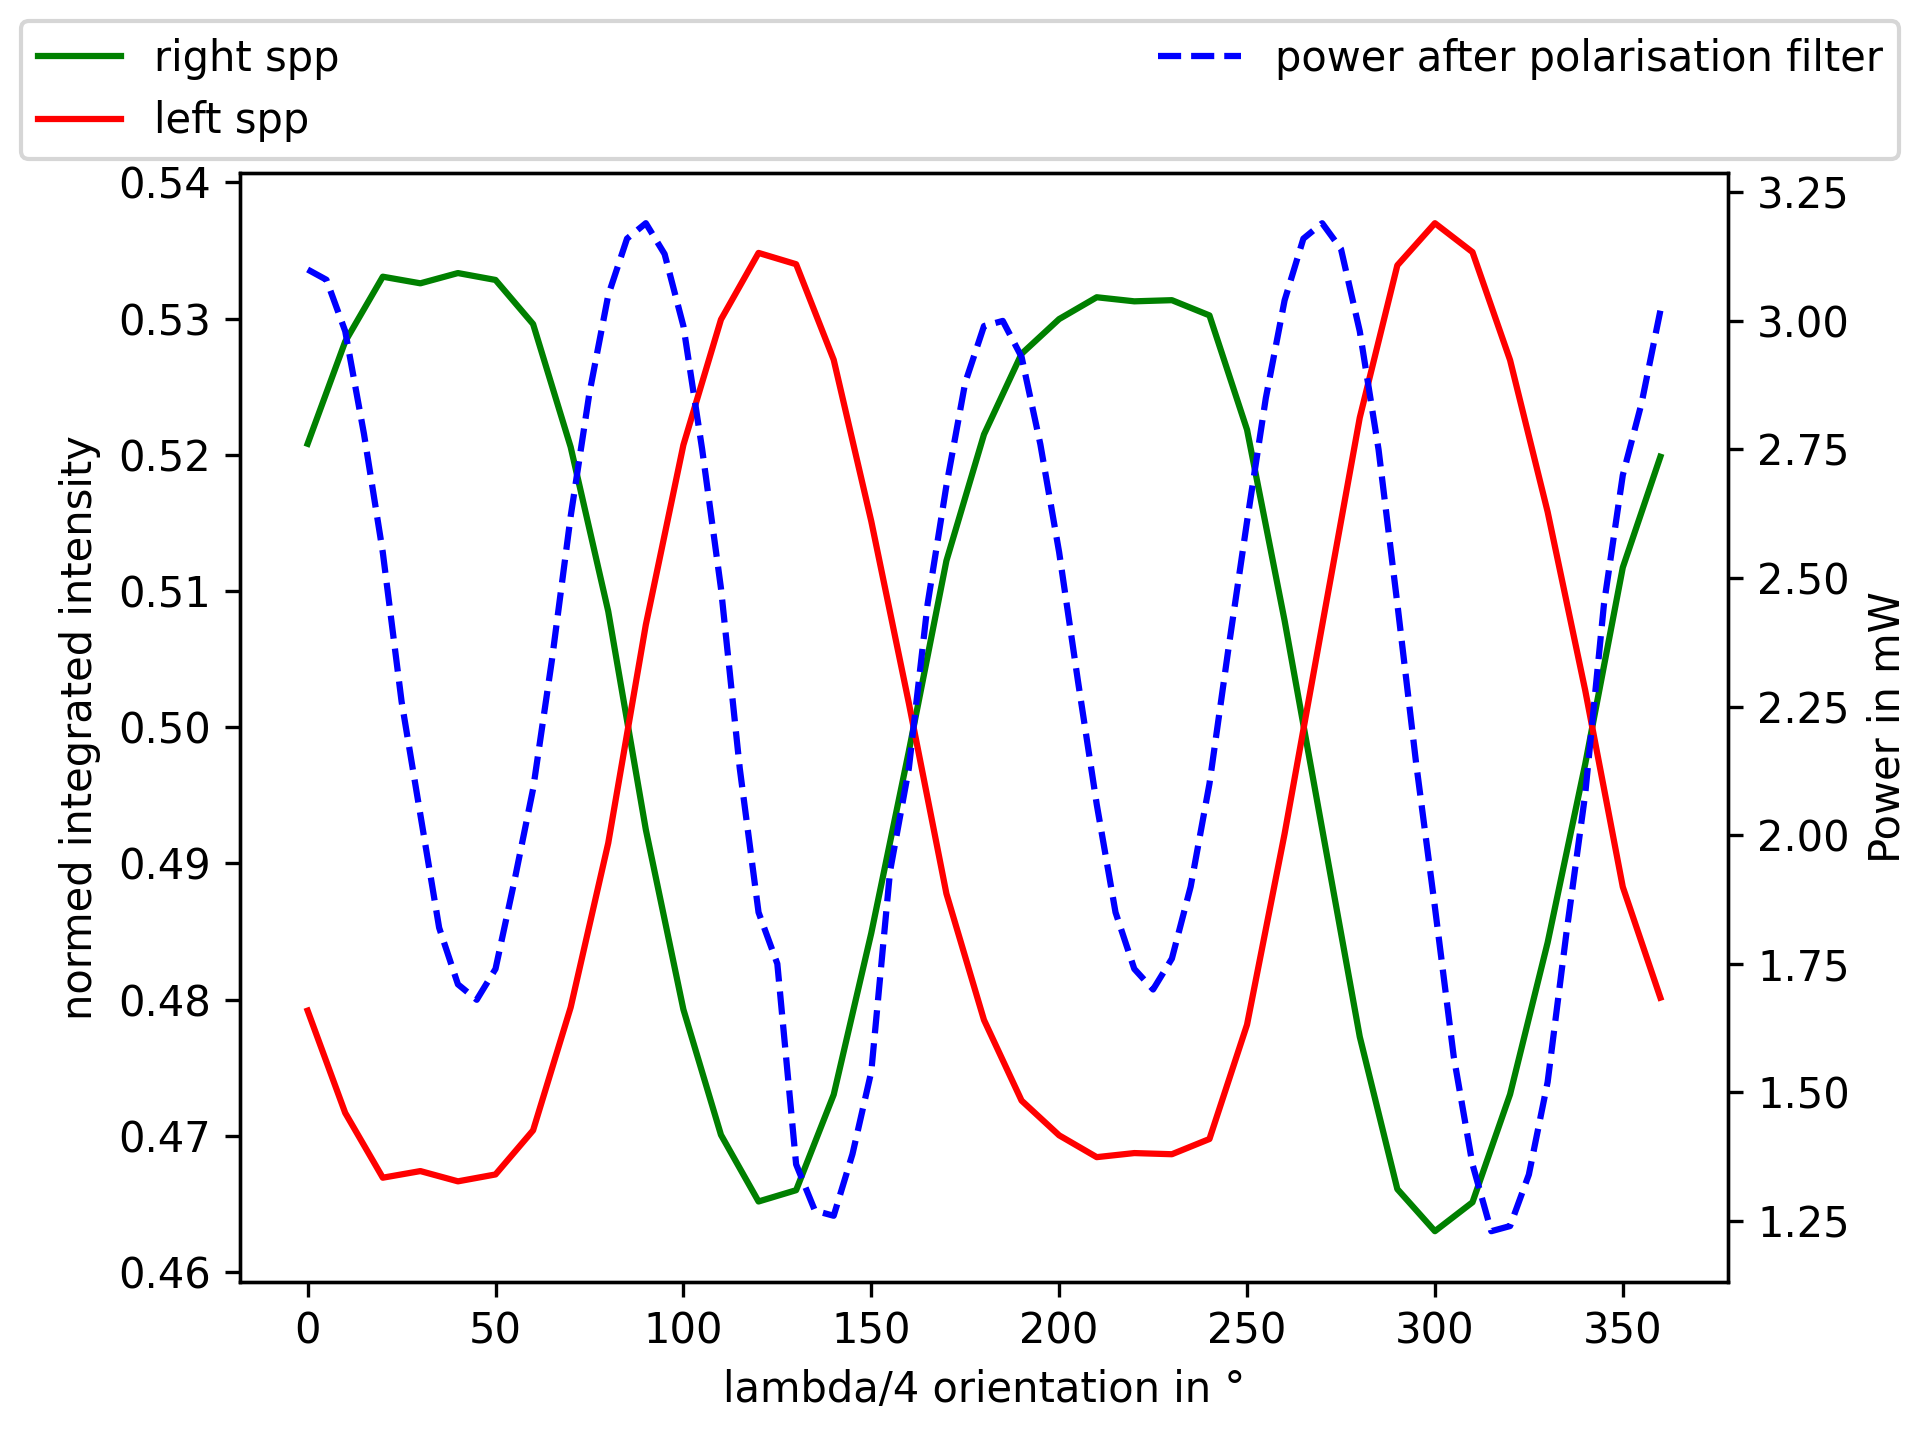 right spp
left spp
power after polarisation filter
0.54
0.53
0.52
0.51
0.50
0.49
0.48
0.47
0.46
normed integrated intensity
3.25
3.00
2.75
2.50
2.25
2.00
1.75
1.50
1.25
Power in mW
0 50 100 150 200 250 300 350
lambda/4 orientation in °